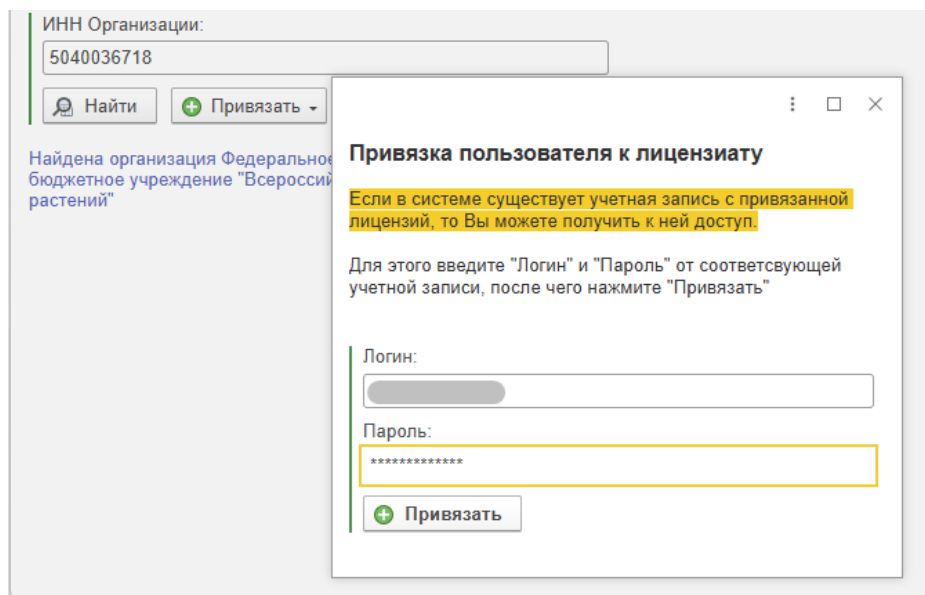 ИНН Организации:
5040036718
Найти
Привязать
Найдена организация Федеральное
бюджетное учреждение "Всероссий
растений"
Привязка пользователя к лицензиату
Если в системе существует учетная запись с привязанной
лицензий, то Вы можете получить к ней доступ.
Для этого введите "Логин" и "Пароль" от соответсвующей
учетной записи, после чего нажмите "Привязать"
Логин:
Пароль:
*************
Привязать